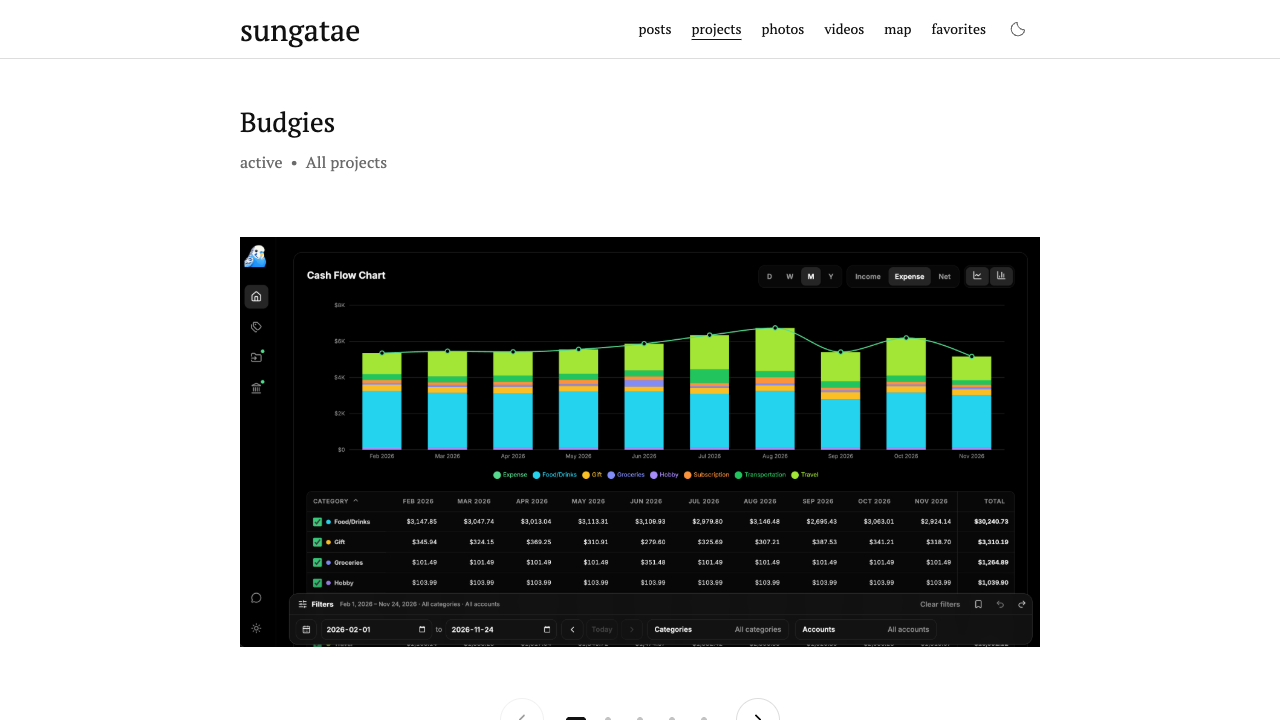 sungatae
posts projects photos videos map favorites
Budgies
active • All projects
Cash Flow Chart
D W M Y Income Expense Net
$8K
$6K
$4K
$2K
$0
Feb 2026 Mar 2026 Apr 2026 May 2026 Jun 2026 Jul 2026 Aug 2026 Sep 2026 Oct 2026 Nov 2026
Expense Food/Drinks Gift Groceries Hobby Subscription Transportation Travel
CATEGORY FEB 2026 MAR 2026 APR 2026 MAY 2026 JUN 2026 JUL 2026 AUG 2026 SEP 2026 OCT 2026 NOV 2026 TOTAL
Food/Drinks $3,147.85 $3,047.74 $3,013.04 $3,113.31 $3,109.93 $2,979.80 $3,146.48 $2,695.43 $3,063.01 $2,924.14 $30,240.73
Gift $345.94 $324.15 $369.25 $310.91 $279.60 $325.69 $307.21 $387.53 $341.21 $318.70 $3,310.19
Groceries $101.49 $101.49 $101.49 $101.49 $351.48 $101.49 $101.49 $101.49 $101.49 $101.49 $1,264.89
Hobby $103.99 $103.99 $103.99 $103.99 $103.99 $103.99 $103.99 $103.99 $103.99 $103.99 $1,039.90
Filters Feb 1, 2026 – Nov 24, 2026 · All categories · All accounts Clear filters
2026-02-01 to 2026-11-24 Today Categories All categories Accounts All accounts